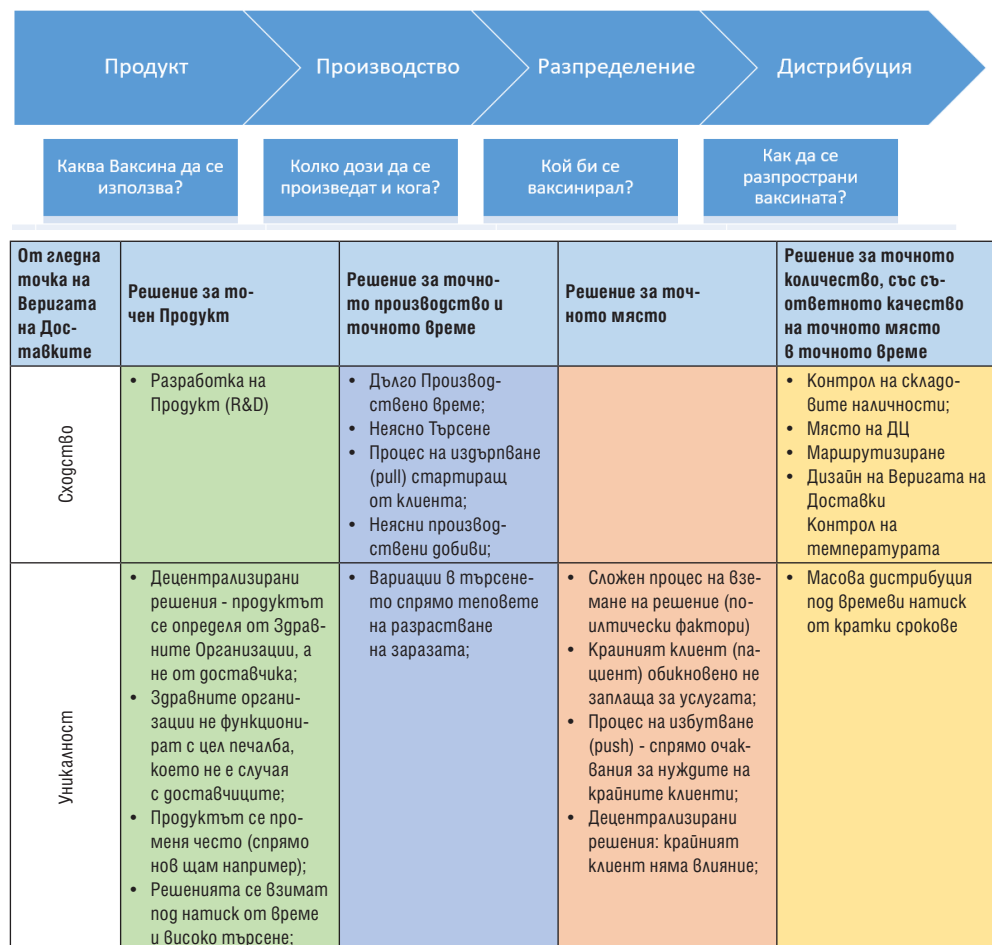 Продукт
Производство
Разпределение
Дистрибуция
Каква Ваксина да се
използва?
Колко дози да се
произведат и кога?
Кой би се
ваксинирал?
Как да се
разпространи
ваксината?
От гледна
точка на
Веригата
на Дос-
тавките
Решение за то-
чен Продукт
Решение за точно-
то производство и
точното време
Решение за точ-
ното място
Решение за точното
количество, със съ-
ответното качество
на точното място
в точното време
Сходство
• Разработка на
Продукт (R&D)
• Дълго Производ-
ствено време;
• Неясно Търсене
• Процес на издърпване
(pull) стартиращ
от клиента;
• Неясни производ-
ствени добиви;
• Контрол на складо-
вите наличности;
• Място на ДЦ
• Маршрутизиране
• Дизайн на Веригата на
Доставки
Контрол на
температурата
Уникалност
• Децентрализирани
решения - продуктът
се определя от Здрав-
ните Организации, а
не от доставчика;
• Здравните органи-
зации не функциони-
рат с цел печалба,
което не е случая
с доставчиците;
• Продуктът се про-
меня често (спрямо
нов щам например);
• Решенията се взимат
под натиск от време
и високо търсене;
• Вариации в търсене-
то спрямо теповете
на разрастване
на заразата;
• Сложен процес на взе-
мане на решение (по-
илтически фактори)
• Крайният клиент (па-
циент) обикновено не
заплаща за услугата;
• Процес на избутване
(push) - спрямо очак-
вания за нуждите на
крайните клиенти;
• Децентрализирани
решения: крайният
клиент няма влияние;
• Масова дистрибуция
под времеви натиск
от кратки срокове